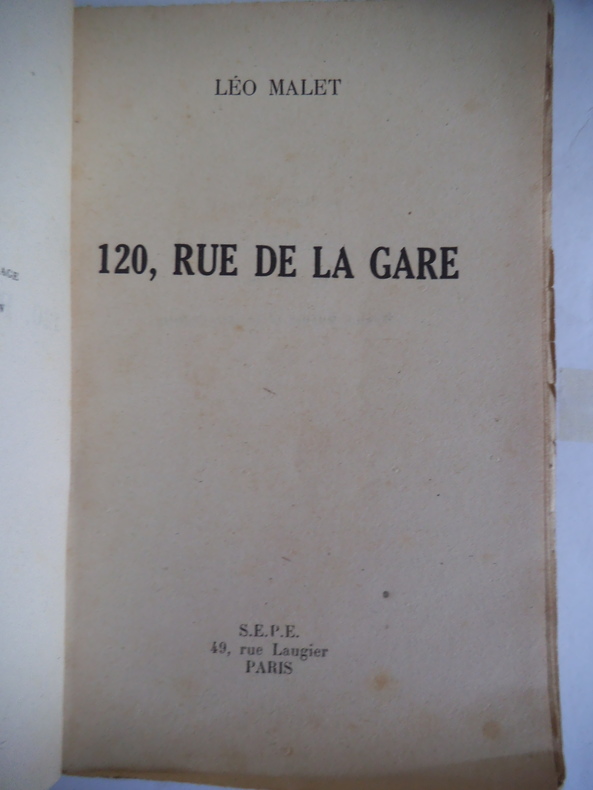 LÉO MALET
120, RUE DE LA GARE
S.E.P.E.
49, rue Laugier
PARIS